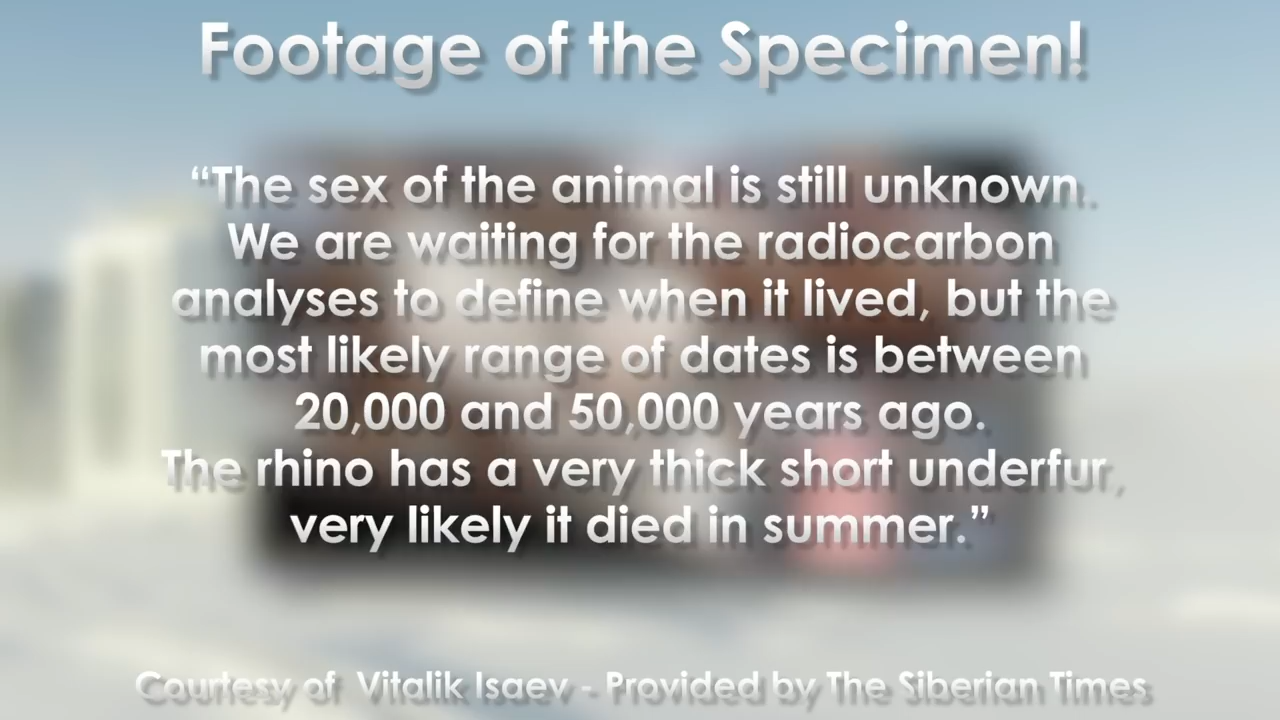 Footage of the Specimen!
“The sex of the animal is still unknown.
We are waiting for the radiocarbon
analyses to define when it lived, but the
most likely range of dates is between
20,000 and 50,000 years ago.
The rhino has a very thick short underfur,
very likely it died in summer.”
Courtesy of Vitalik Isaev - Provided by The Siberian Times